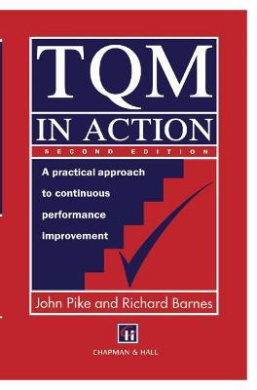 TQM
IN ACTION
SECOND EDITION
A practical approach
to continuous
performance
improvement
John Pike and Richard Barnes
CHAPMAN & HALL